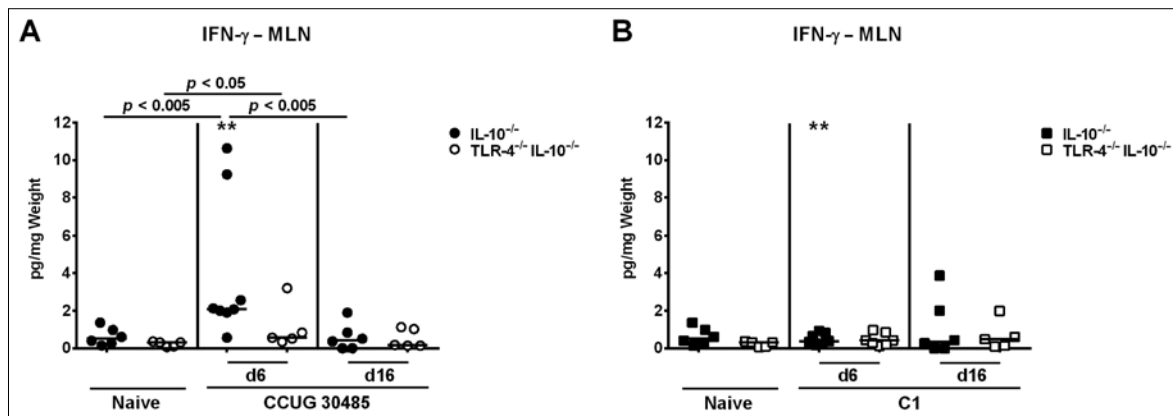 A
IFN-γ – MLN
p < 0.05
p < 0.005 p < 0.005
**
12
10
8
6
4
2
0
pg/mg Weight
IL-10⁻/⁻
TLR-4⁻/⁻ IL-10⁻/⁻
d6 d16
Naive CCUG 30485
B
IFN-γ – MLN
**
12
10
8
6
4
2
0
pg/mg Weight
IL-10⁻/⁻
TLR-4⁻/⁻ IL-10⁻/⁻
d6 d16
Naive C1